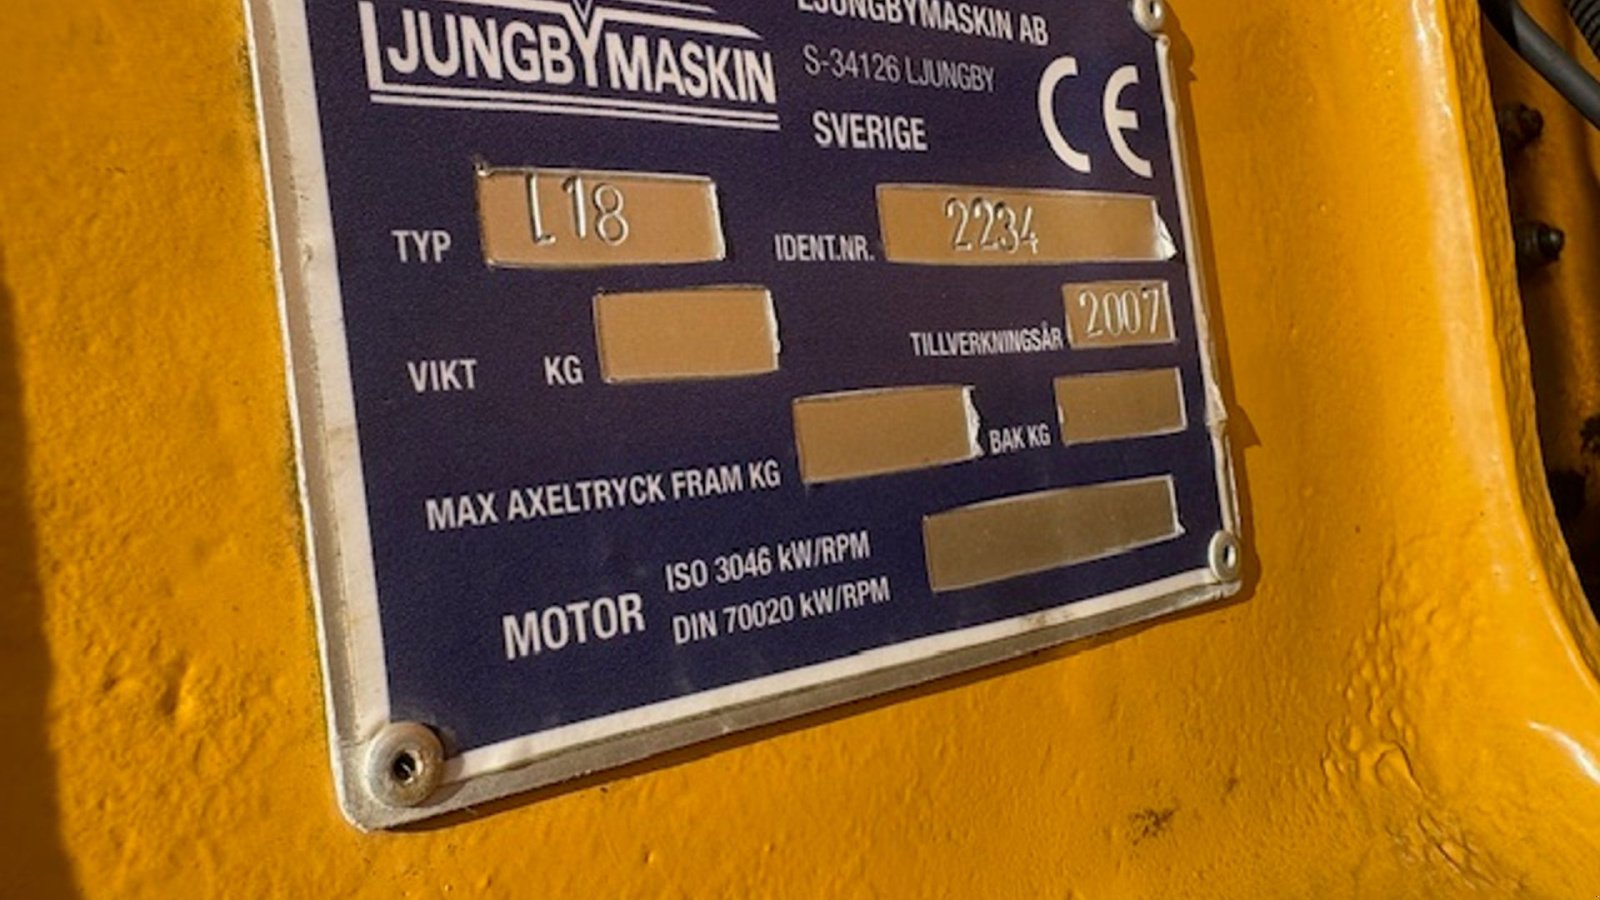 LJUNGBYMASKIN
LJUNGBYMASKIN AB
S-34126 LJUNGBY
SVERIGE
CE
TYP L18
IDENT.NR. 2234
VIKT KG
TILLVERKNINGSÅR 2007
MAX AXELTRYCK FRAM KG
BAK KG
MOTOR ISO 3046 kW/RPM
DIN 70020 kW/RPM